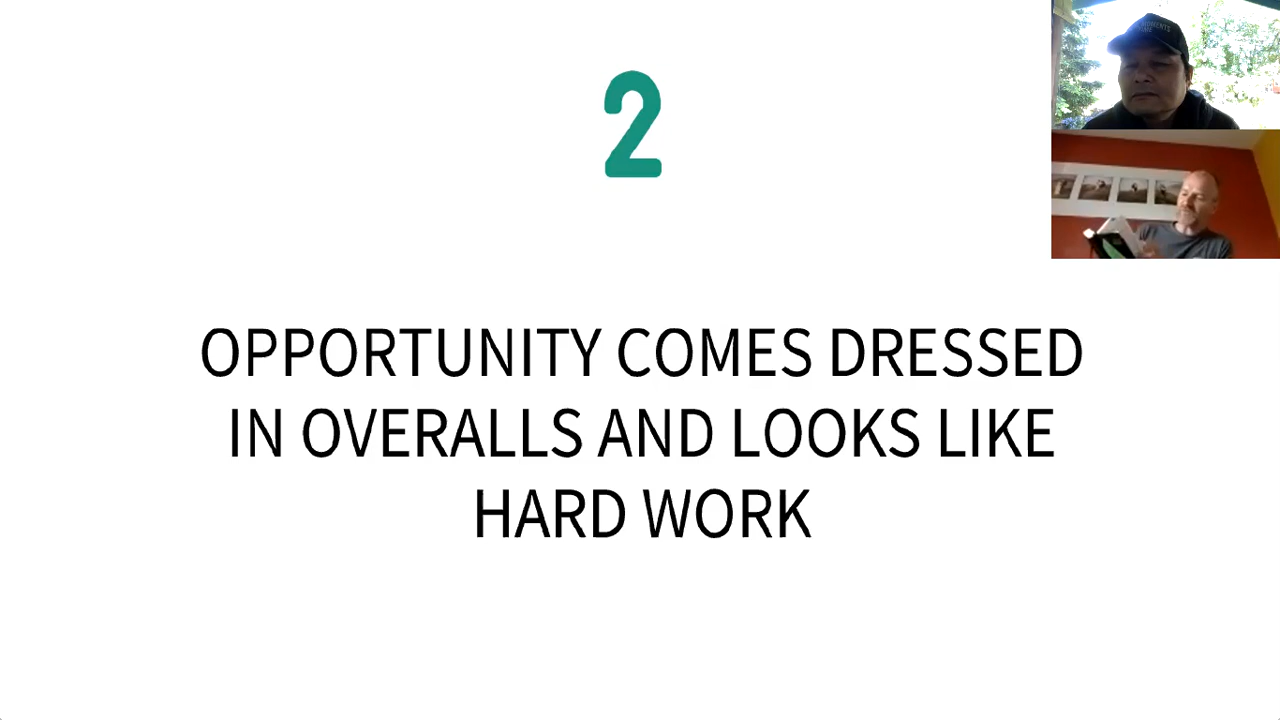 2
OPPORTUNITY COMES DRESSED
IN OVERALLS AND LOOKS LIKE
HARD WORK